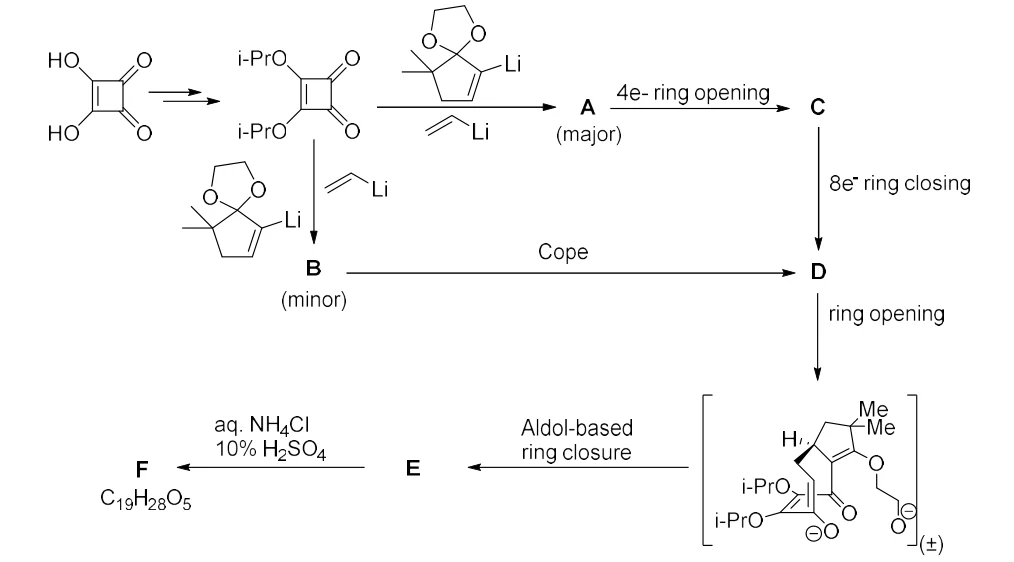 HO
O
HO
O
i-PrO
O
i-PrO
O
O
O
Li
Li
A
(major)
4e- ring opening
C
8e- ring closing
O
O
Li
Li
B
(minor)
Cope
D
ring opening
aq. NH4Cl
10% H2SO4
F
C19H28O5
E
Aldol-based
ring closure
H
Me
Me
O
i-PrO
O
i-PrO
⊖O
O⊖
(±)